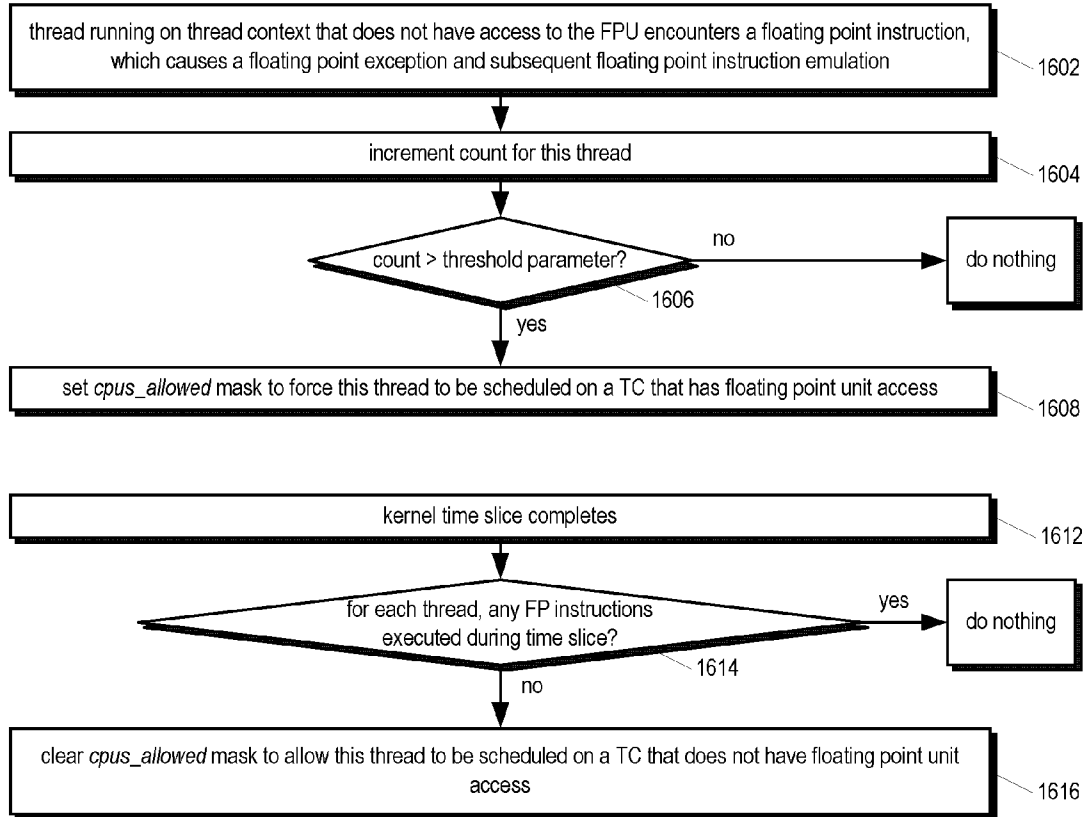 thread running on thread context that does not have access to the FPU encounters a floating point instruction,
which causes a floating point exception and subsequent floating point instruction emulation
1602
increment count for this thread
1604
count > threshold parameter?
no
do nothing
1606
yes
set cpus_allowed mask to force this thread to be scheduled on a TC that has floating point unit access
1608
kernel time slice completes
1612
for each thread, any FP instructions
executed during time slice?
yes
do nothing
1614
no
clear cpus_allowed mask to allow this thread to be scheduled on a TC that does not have floating point unit
access
1616